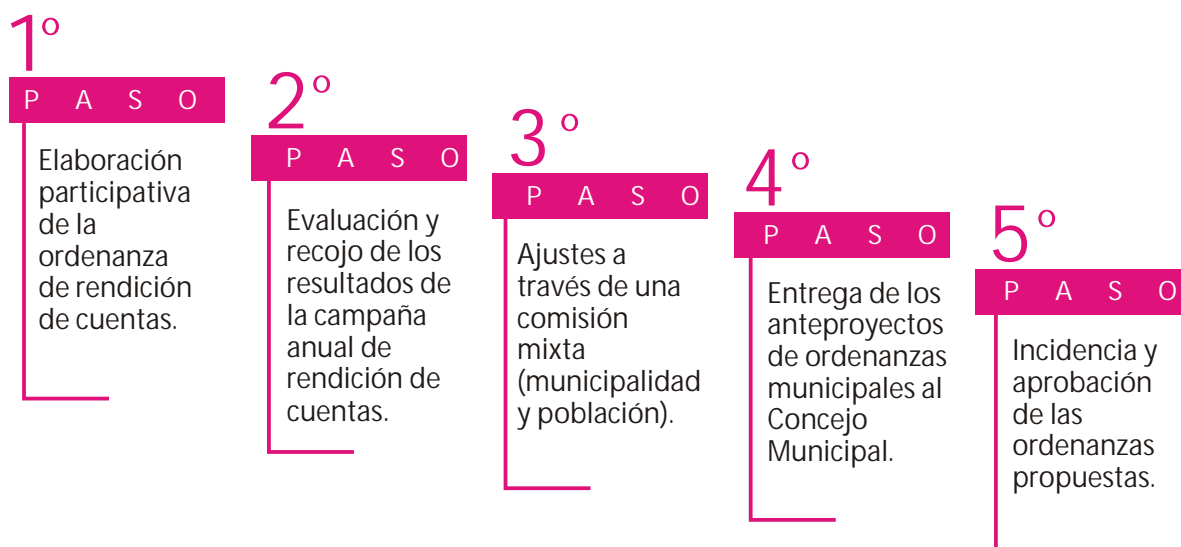 1º
P A S O
Elaboración
participativa
de la
ordenanza
de rendición
de cuentas.
2º
P A S O
Evaluación y
recojo de los
resultados de
la campaña
anual de
rendición de
cuentas.
3º
P A S O
Ajustes a
través de una
comisión
mixta
(municipalidad
y población).
4º
P A S O
Entrega de los
anteproyectos
de ordenanzas
municipales al
Concejo
Municipal.
5º
P A S O
Incidencia y
aprobación
de las
ordenanzas
propuestas.